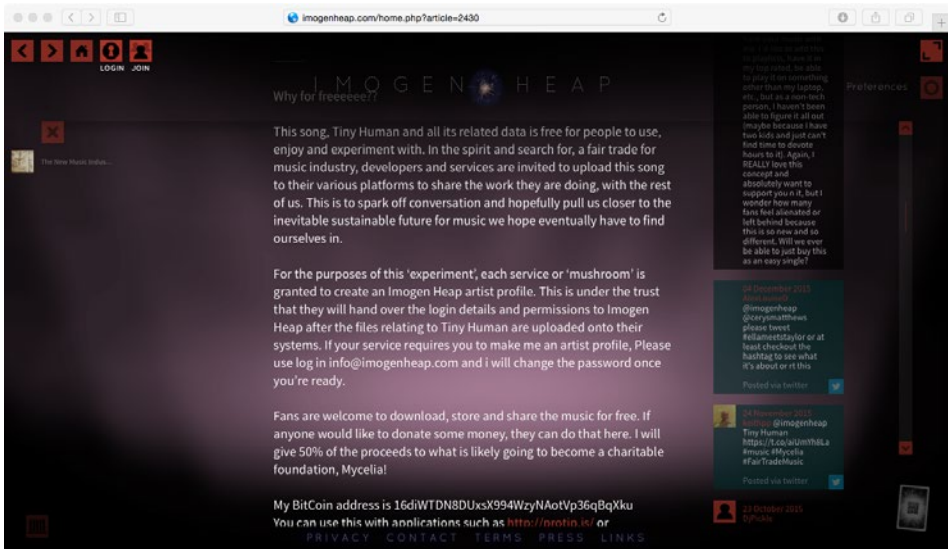 imogenheap.com/home.php?article=2430
LOGIN JOIN
IMOGEN HEAP
Preferences
The New Music Indus...
Why for freeeeee??
This song, Tiny Human and all its related data is free for people to use,
enjoy and experiment with. In the spirit and search for, a fair trade for
music industry, developers and services are invited to upload this song
to their various platforms to share the work they are doing, with the rest
of us. This is to spark off conversation and hopefully pull us closer to the
inevitable sustainable future for music we hope eventually have to find
ourselves in.
For the purposes of this ‘experiment’, each service or ‘mushroom’ is
granted to create an Imogen Heap artist profile. This is under the trust
that they will hand over the login details and permissions to Imogen
Heap after the files relating to Tiny Human are uploaded onto their
systems. If your service requires you to make me an artist profile, Please
use log in info@imogenheap.com and i will change the password once
you’re ready.
Fans are welcome to download, store and share the music for free. If
anyone would like to donate some money, they can do that here. I will
give 50% of the proceeds to what is likely going to become a charitable
foundation, Mycelia!
My BitCoin address is 16diWTDN8DUxsX994WzyNAotVp36qBqXku
You can use this with applications such as http://protip.is/ or
PRIVACY CONTACT TERMS PRESS LINKS
to play it on something
other than my laptop,
etc., but as a non-tech
person, I haven't been
able to figure it all out
(maybe because I have
two kids and just can't
find time to devote
hours to it). Again, I
REALLY love this
concept and
absolutely want to
support you n it, but I
wonder how many
fans feel alienated or
left behind because
this is so new and so
different. Will we ever
be able to just buy this
as an easy single?
04 December 2015
@imogenheap
@cerysmatthews
please tweet
#ellameetstaylor or at
least checkout the
hashtag to see what
it's about or rt this
Posted via twitter
04 November 2015
@imogenheap
Tiny Human
https://t.co/aiUmYh8La
#music #Mycelia
#FairTradeMusic
Posted via twitter
23 October 2015
DjPickle